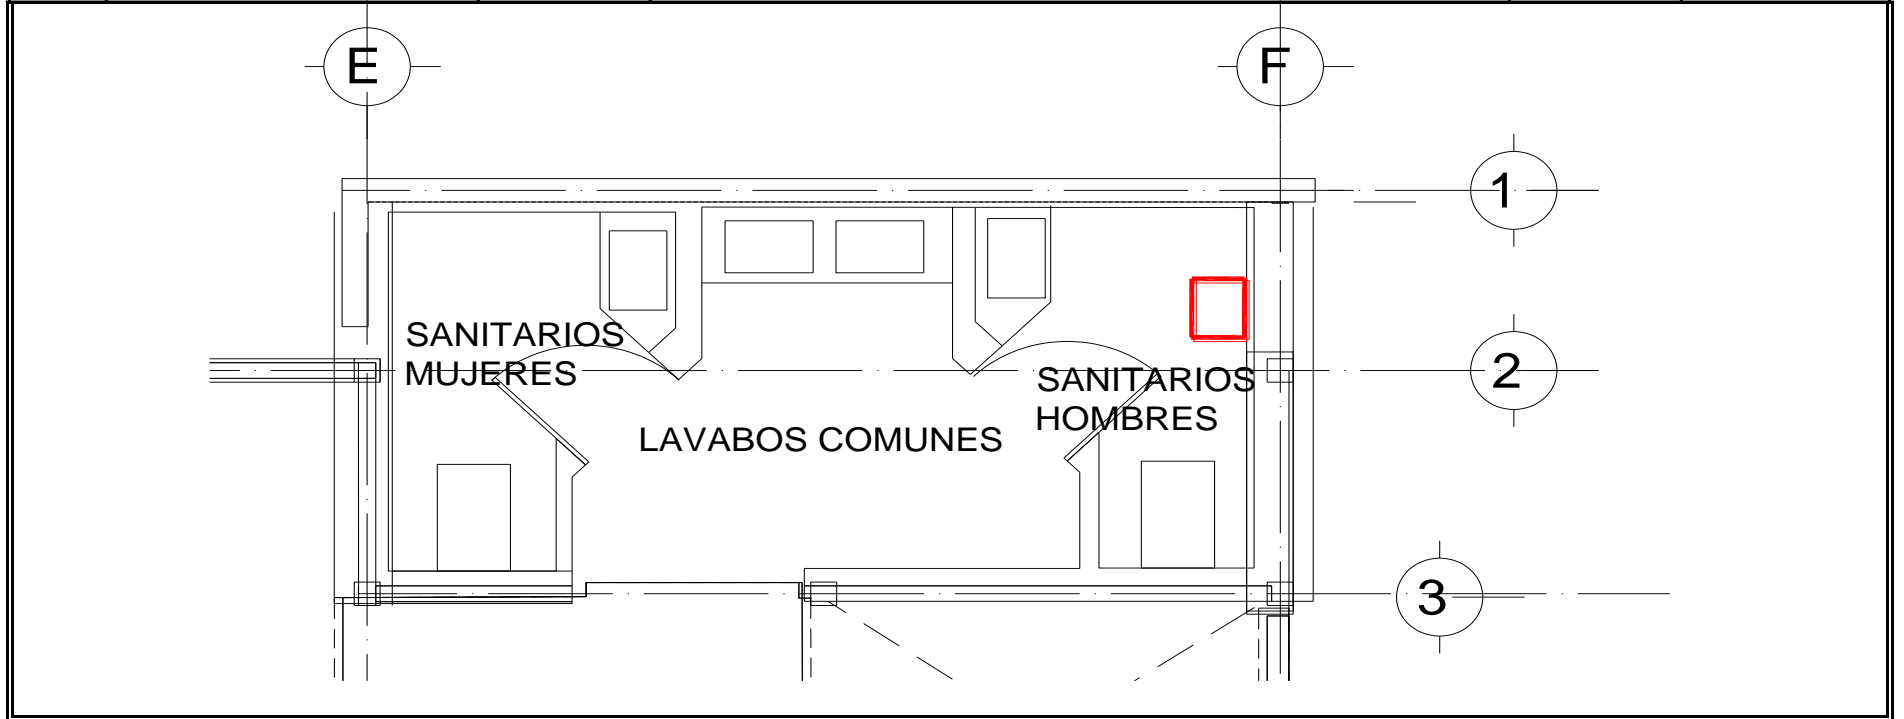 E
F
1
SANITARIOS
MUJERES
2
SANITARIOS
HOMBRES
LAVABOS COMUNES
3